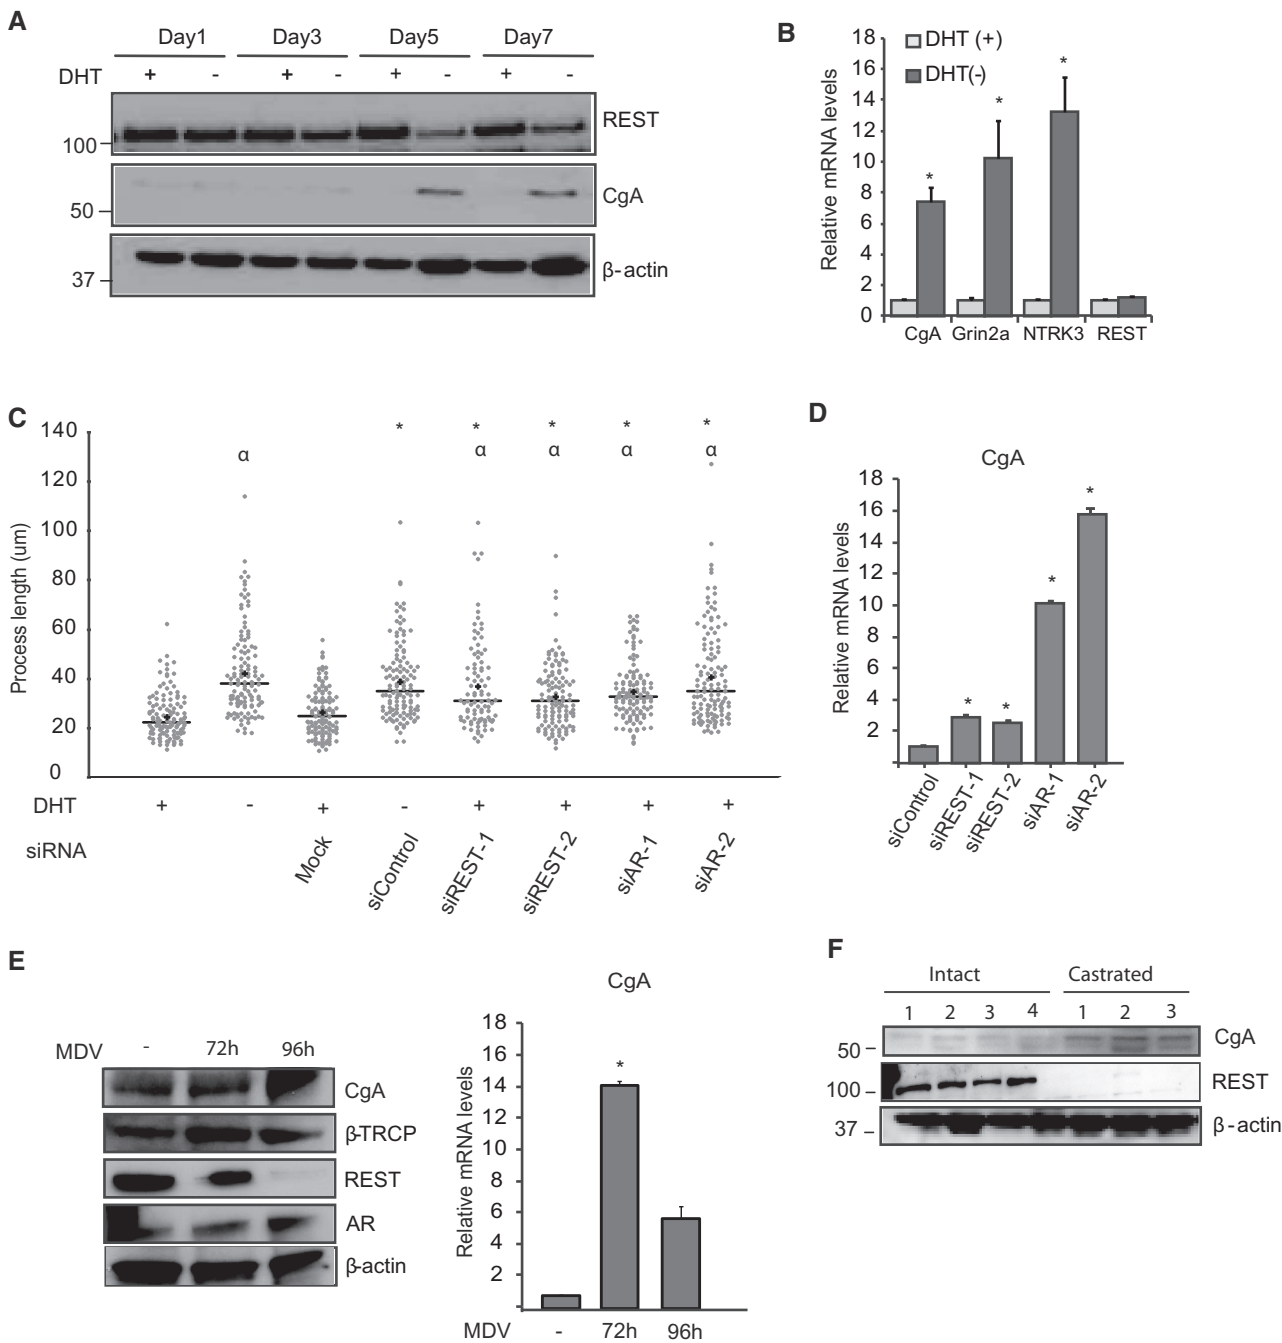 A
Day1 Day3 Day5 Day7
DHT + - + - + - + -
REST
100
CgA
50
β-actin
37
B
DHT (+)
DHT(-)
Relative mRNA levels
18
16
14
12
10
8
6
4
2
0
* * *
CgA Grin2a NTRK3 REST
C
Process length (um)
140
120
100
80
60
40
20
0
* * * * *
α α α α α
DHT + - + - + + + +
siRNA Mock siControl siREST-1 siREST-2 siAR-1 siAR-2
D
CgA
Relative mRNA levels
18
16
14
12
10
8
6
4
2
* * * *
siControl siREST-1 siREST-2 siAR-1 siAR-2
E
MDV - 72h 96h
CgA
β-TRCP
REST
AR
β-actin
CgA
Relative mRNA levels
18
16
14
12
10
8
6
4
2
*
MDV - 72h 96h
F
Intact Castrated
1 2 3 4 1 2 3
CgA
50
REST
100
β-actin
37